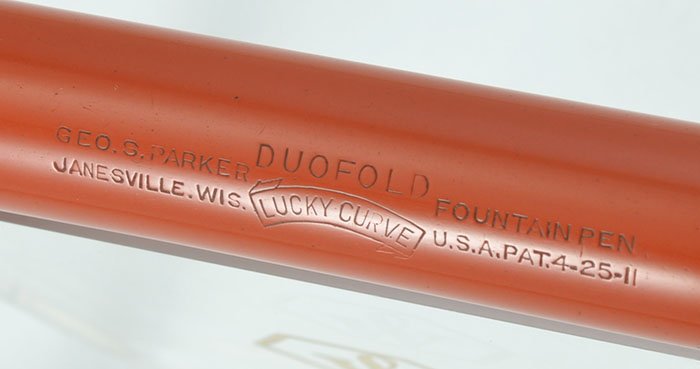 GEO. S. PARKER DUOFOLD FOUNTAIN PEN
JANESVILLE. WIS. LUCKY CURVE U.S.A. PAT. 4-25-11